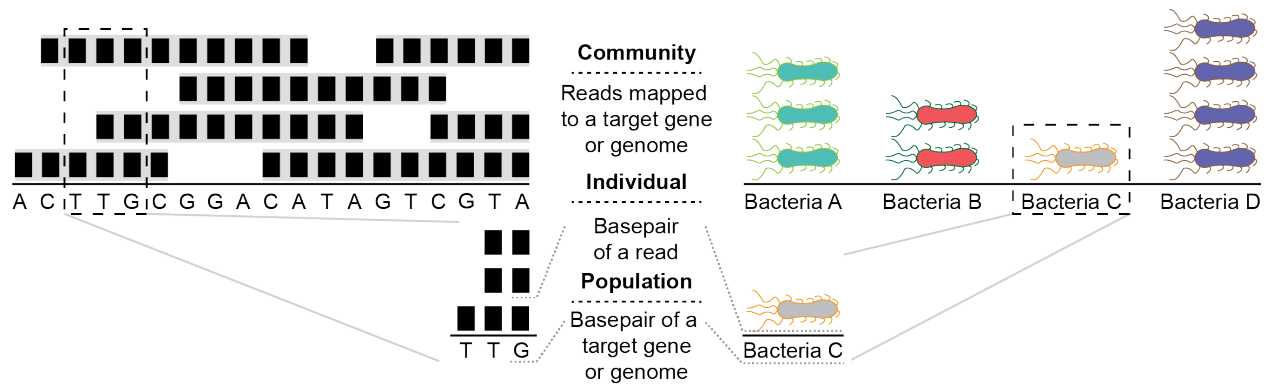 Community
Reads mapped
to a target gene
or genome
Individual
A C T T G C G G A C A T A G T C G T A
Bacteria A
Bacteria B
Bacteria C
Bacteria D
Basepair
of a read
Population
Basepair of a
target gene
or genome
T T G
Bacteria C